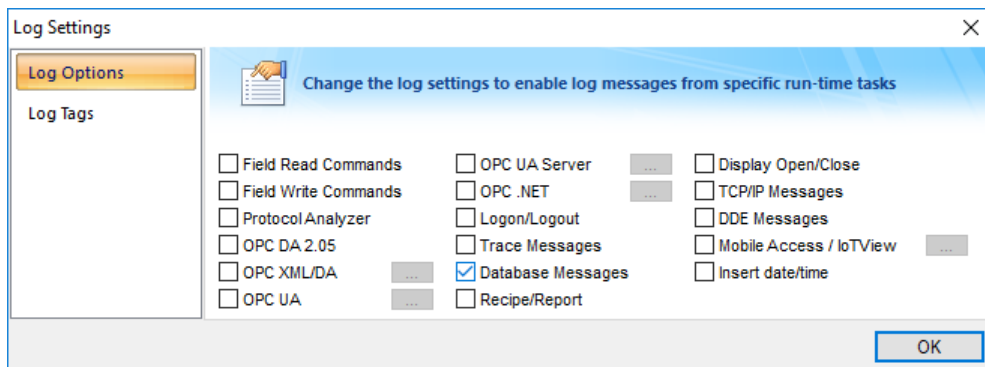 Log Settings
Log Options
Log Tags
Change the log settings to enable log messages from specific run-time tasks
Field Read Commands
Field Write Commands
Protocol Analyzer
OPC DA 2.05
OPC XML/DA ...
OPC UA ...
OPC UA Server ...
OPC .NET ...
Logon/Logout
Trace Messages
Database Messages
Recipe/Report
Display Open/Close
TCP/IP Messages
DDE Messages
Mobile Access / IoTView ...
Insert date/time
OK